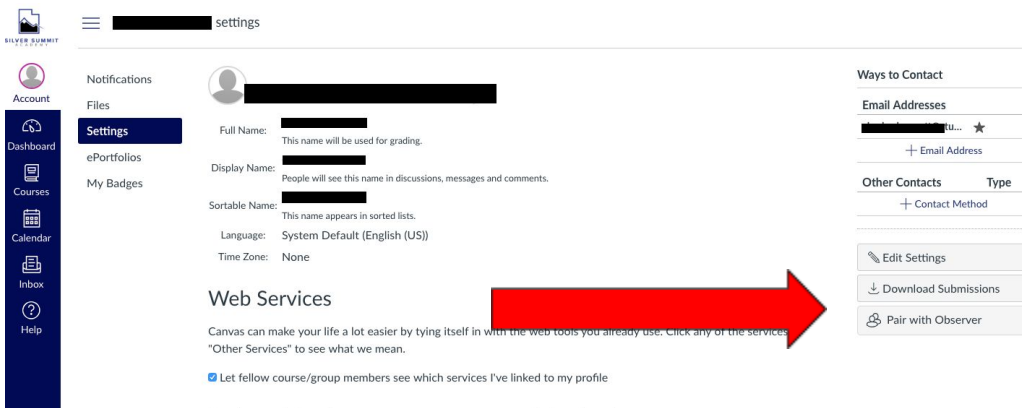 SILVER SUMMIT
ACADEMY
settings
Account
Dashboard
Courses
Calendar
Inbox
Help
Notifications
Files
Settings
ePortfolios
My Badges
Full Name:
This name will be used for grading.
Display Name:
People will see this name in discussions, messages and comments.
Sortable Name:
This name appears in sorted lists.
Language: System Default (English (US))
Time Zone: None
Web Services
Canvas can make your life a lot easier by tying itself in with the web tools you already use. Click any of the services
"Other Services" to see what we mean.
Let fellow course/group members see which services I've linked to my profile
Ways to Contact
Email Addresses
tu...
+ Email Address
Other Contacts Type
+ Contact Method
Edit Settings
Download Submissions
Pair with Observer